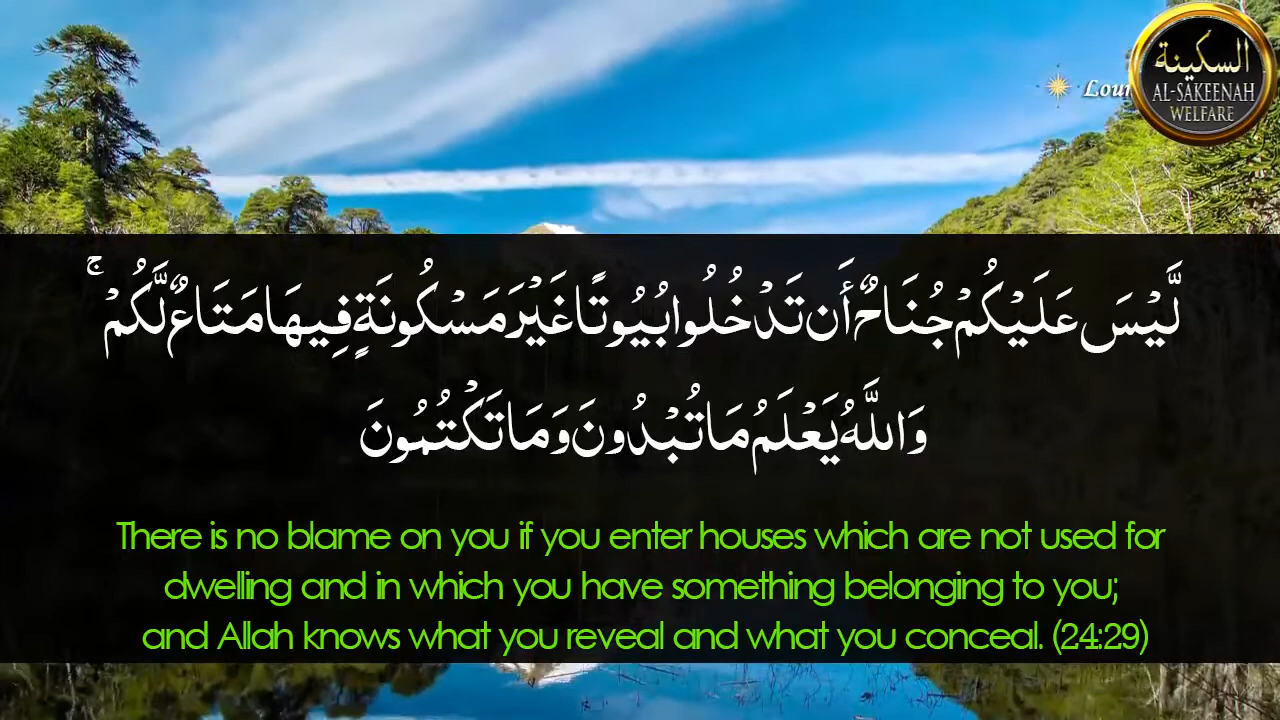 السكينة
AL-SAKEENAH
WELFARE
لَّيْسَ عَلَيْكُمْ جُنَاحٌ أَن تَدْخُلُوا بُيُوتًا غَيْرَ مَسْكُونَةٍ فِيهَا مَتَاعٌ لَّكُمْ ۚ
وَاللَّهُ يَعْلَمُ مَا تُبْدُونَ وَمَا تَكْتُمُونَ
There is no blame on you if you enter houses which are not used for
dwelling and in which you have something belonging to you;
and Allah knows what you reveal and what you conceal. (24:29)